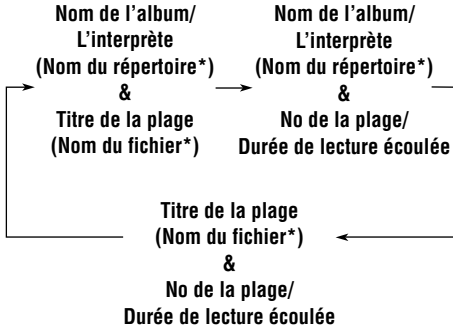 Nom de l'album/
L'interprète
(Nom du répertoire*)
&
Titre de la plage
(Nom du fichier*)
Nom de l'album/
L'interprète
(Nom du répertoire*)
&
No de la plage/
Durée de lecture écoulée
Titre de la plage
(Nom du fichier*)
&
No de la plage/
Durée de lecture écoulée